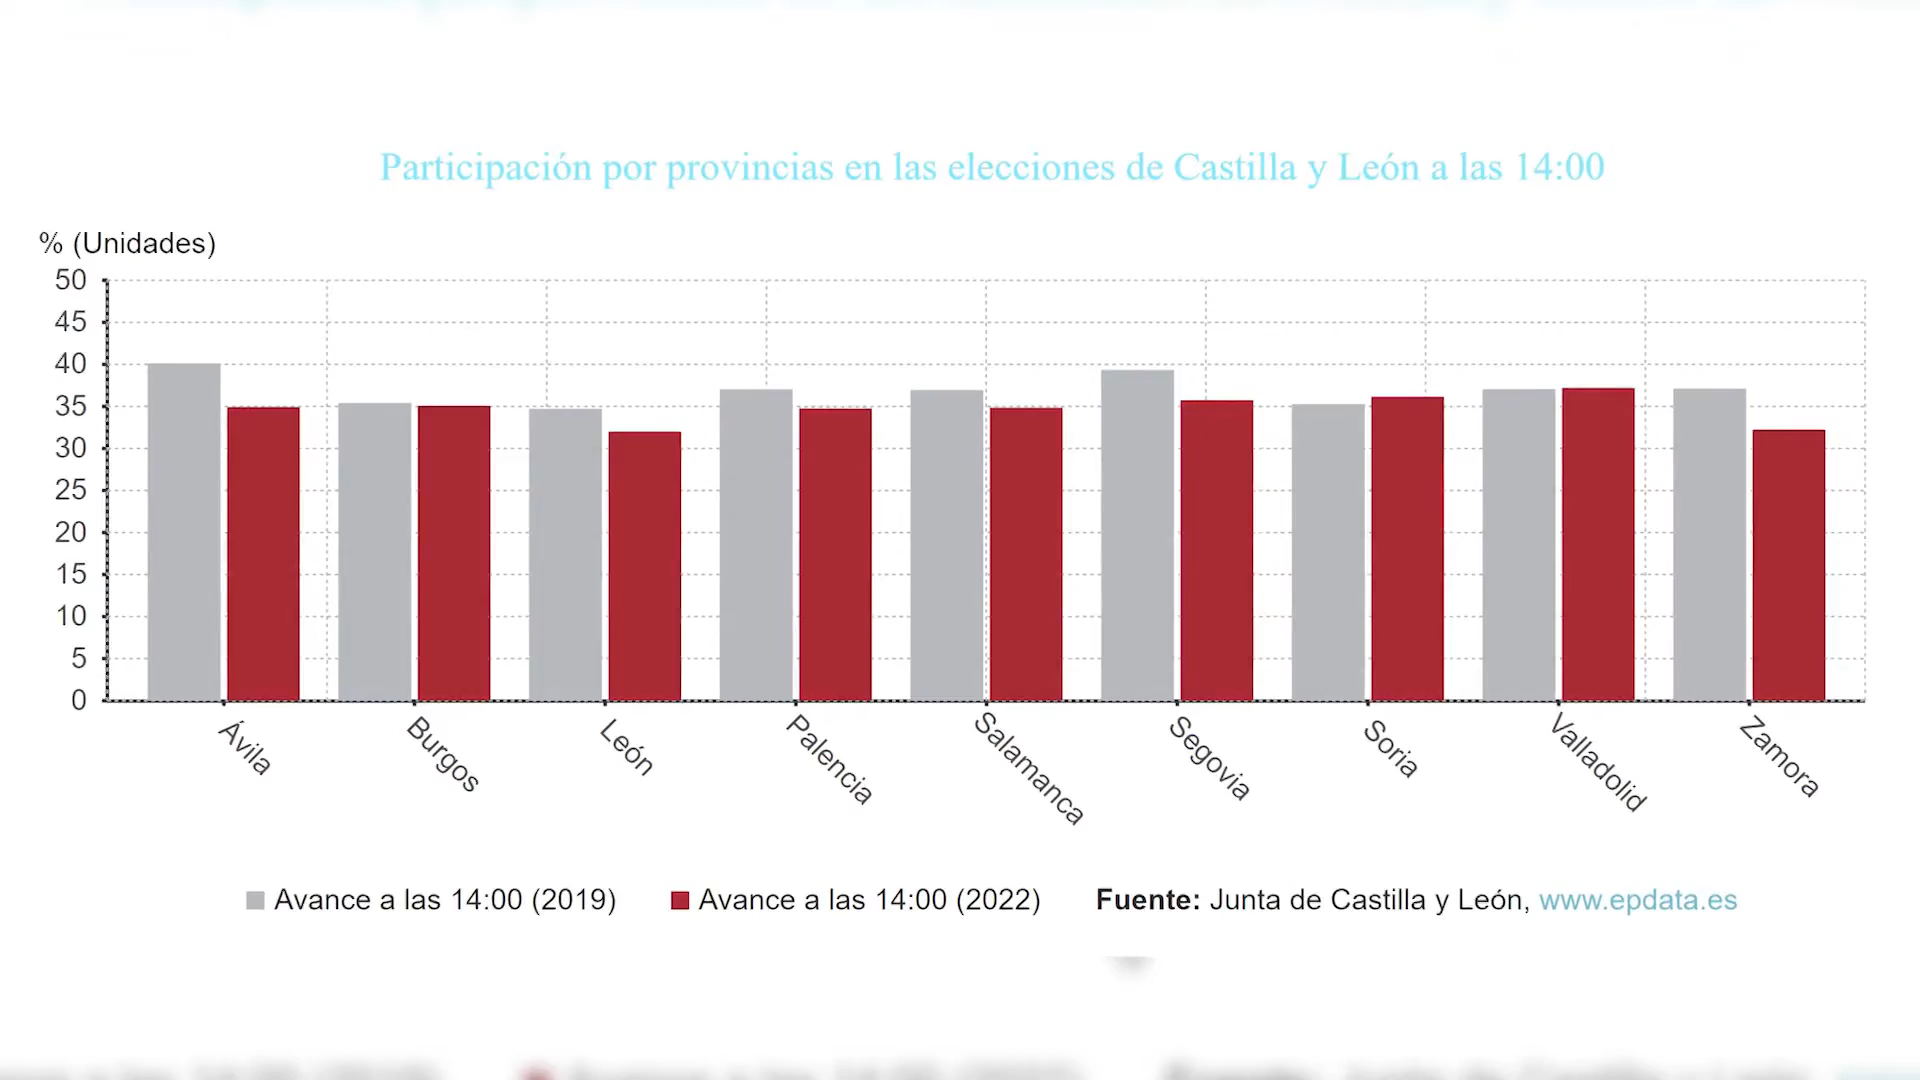 Participación por provincias en las elecciones de Castilla y León a las 14:00
% (Unidades)
50
45
40
35
30
25
20
15
10
5
0
Ávila
Burgos
León
Palencia
Salamanca
Segovia
Soria
Valladolid
Zamora
Avance a las 14:00 (2019)
Avance a las 14:00 (2022)
Fuente: Junta de Castilla y León, www.epdata.es